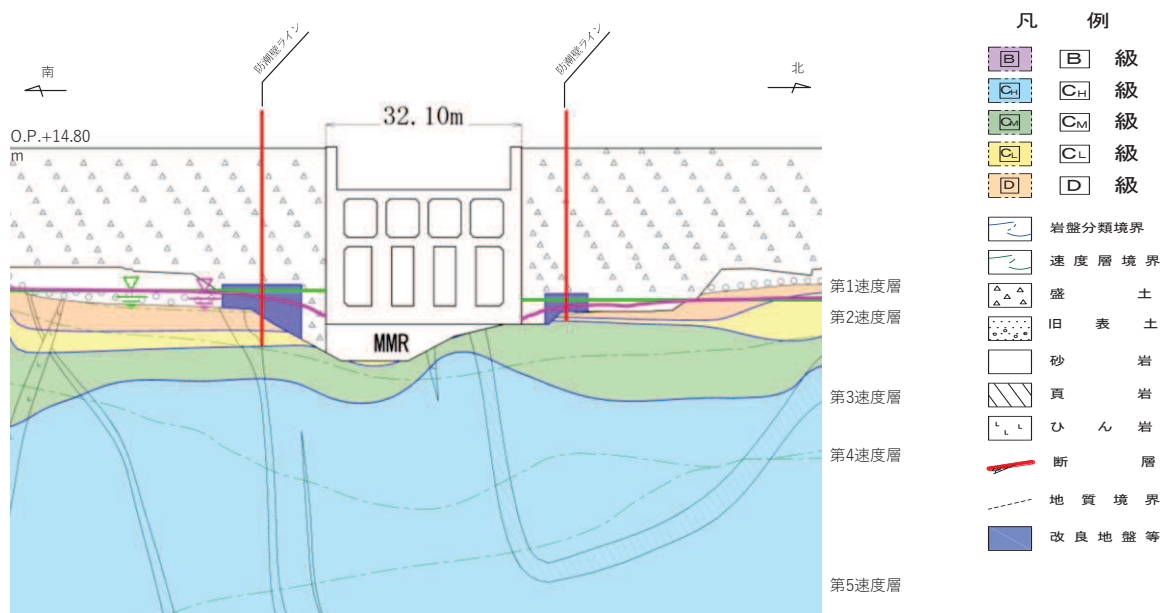 南
防潮壁ライン
防潮壁ライン
北
O.P.+14.80
m
32.10m
MMR
第1速度層
第2速度層
第3速度層
第4速度層
第5速度層
凡 例
B B 級
CH CH 級
CM CM 級
CL CL 級
D D 級
岩盤分類境界
速度層境界
盛土
旧表土
砂岩
頁岩
ひん岩
断層
地質境界
改良地盤等